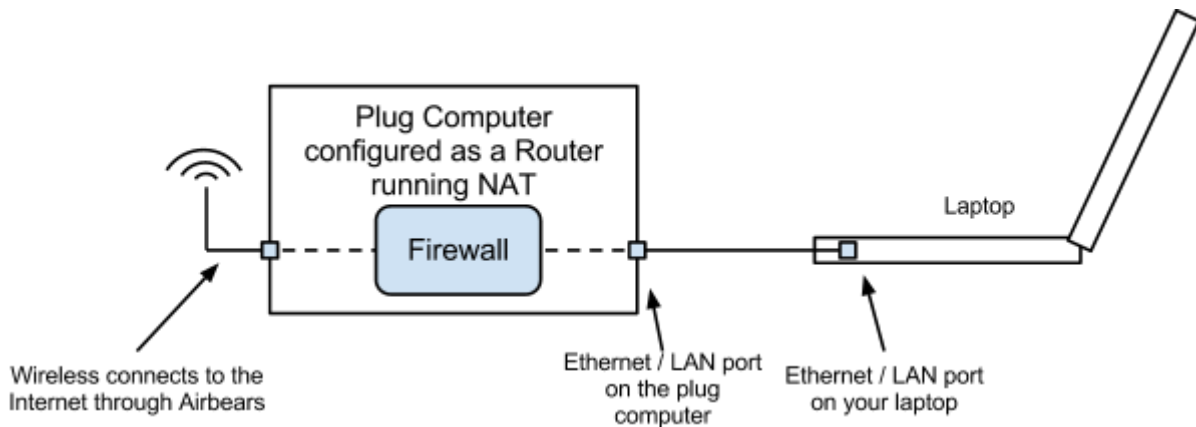 Plug Computer
configured as a Router
running NAT
Firewall
Laptop
Wireless connects to the
Internet through Airbears
Ethernet / LAN port
on the plug
computer
Ethernet / LAN port
on your laptop